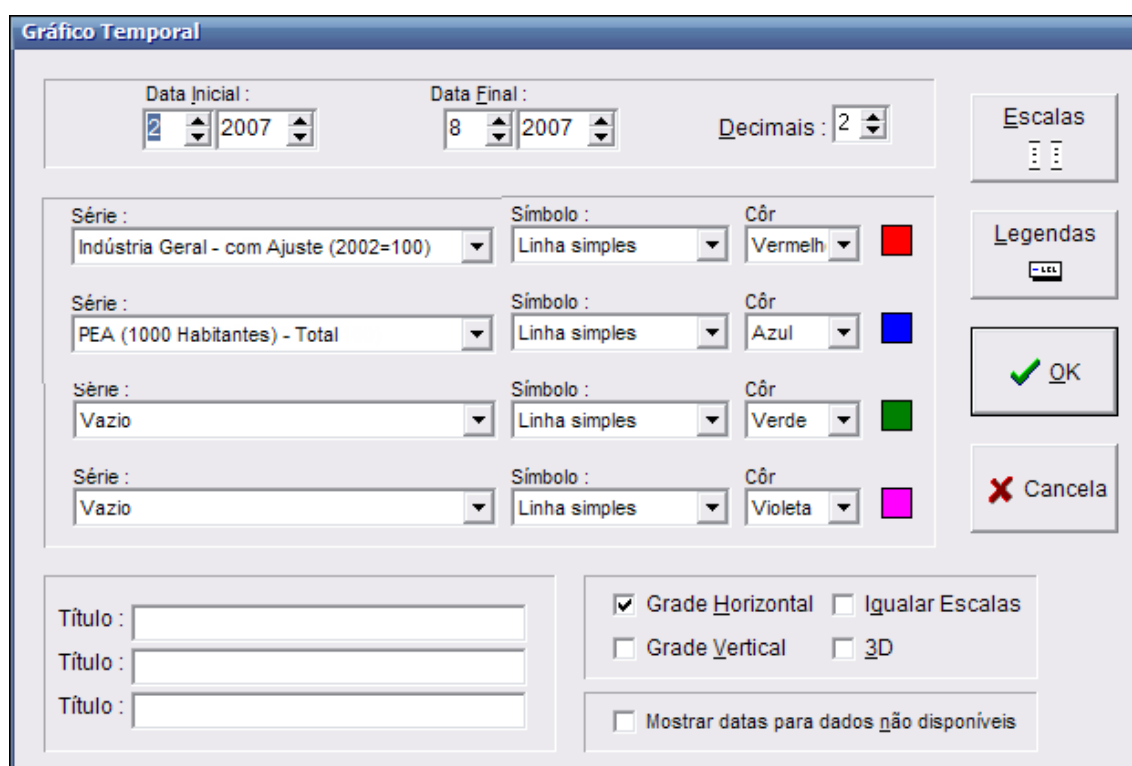 Gráfico Temporal
Data Inicial : Data Final :
2 2007 8 2007 Decimais : 2
Escalas
Série : Símbolo : Côr
Indústria Geral - com Ajuste (2002=100) Linha simples Vermelh
Legendas
Série : Símbolo : Côr
PEA (1000 Habitantes) - Total Linha simples Azul
OK
Série : Símbolo : Côr
Vazio Linha simples Verde
Série : Símbolo : Côr
Vazio Linha simples Violeta
Cancela
Título :
Título :
Título :
Grade Horizontal Igualar Escalas
Grade Vertical 3D
Mostrar datas para dados não disponíveis